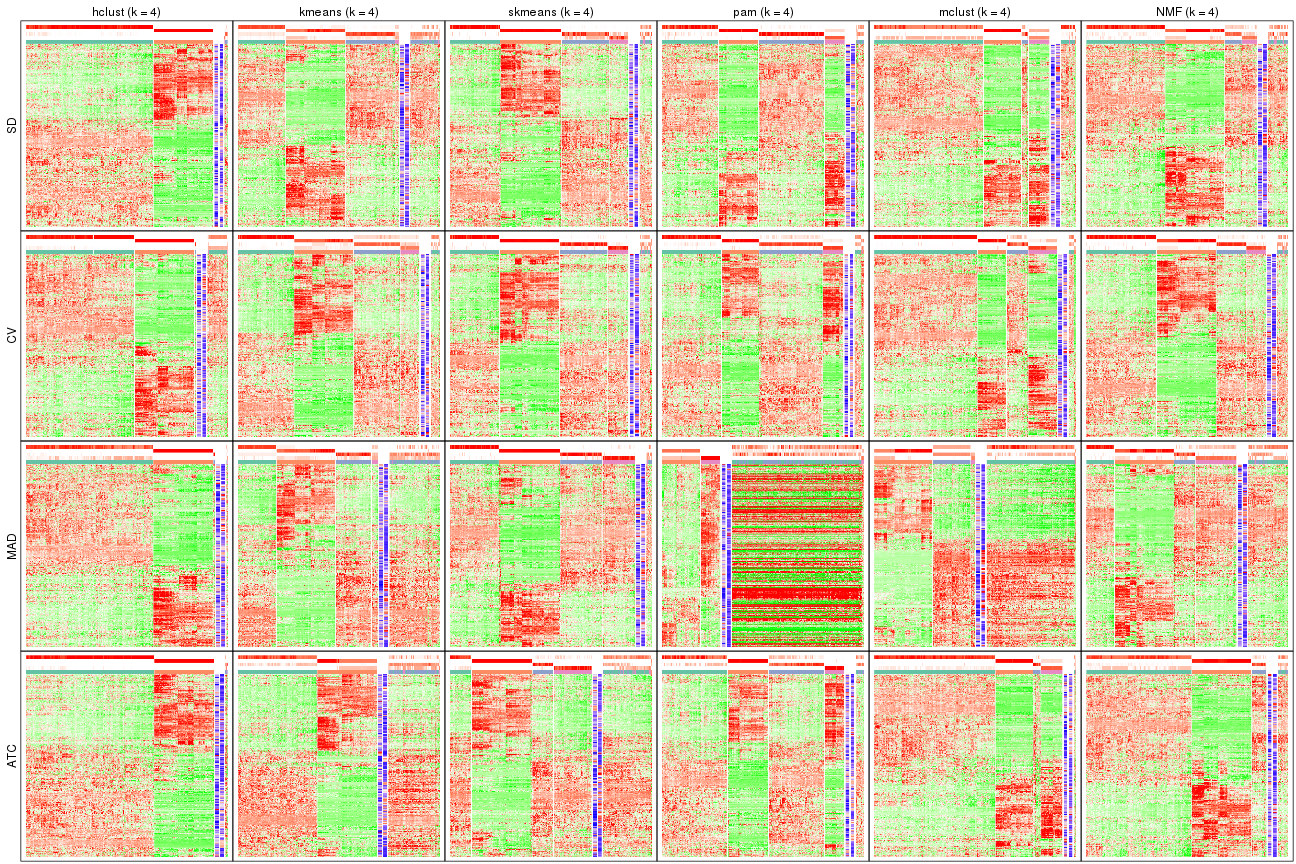 hclust (k = 4) kmeans (k = 4) skmeans (k = 4) pam (k = 4) mclust (k = 4) NMF (k = 4)
SD
CV
MAD
ATC